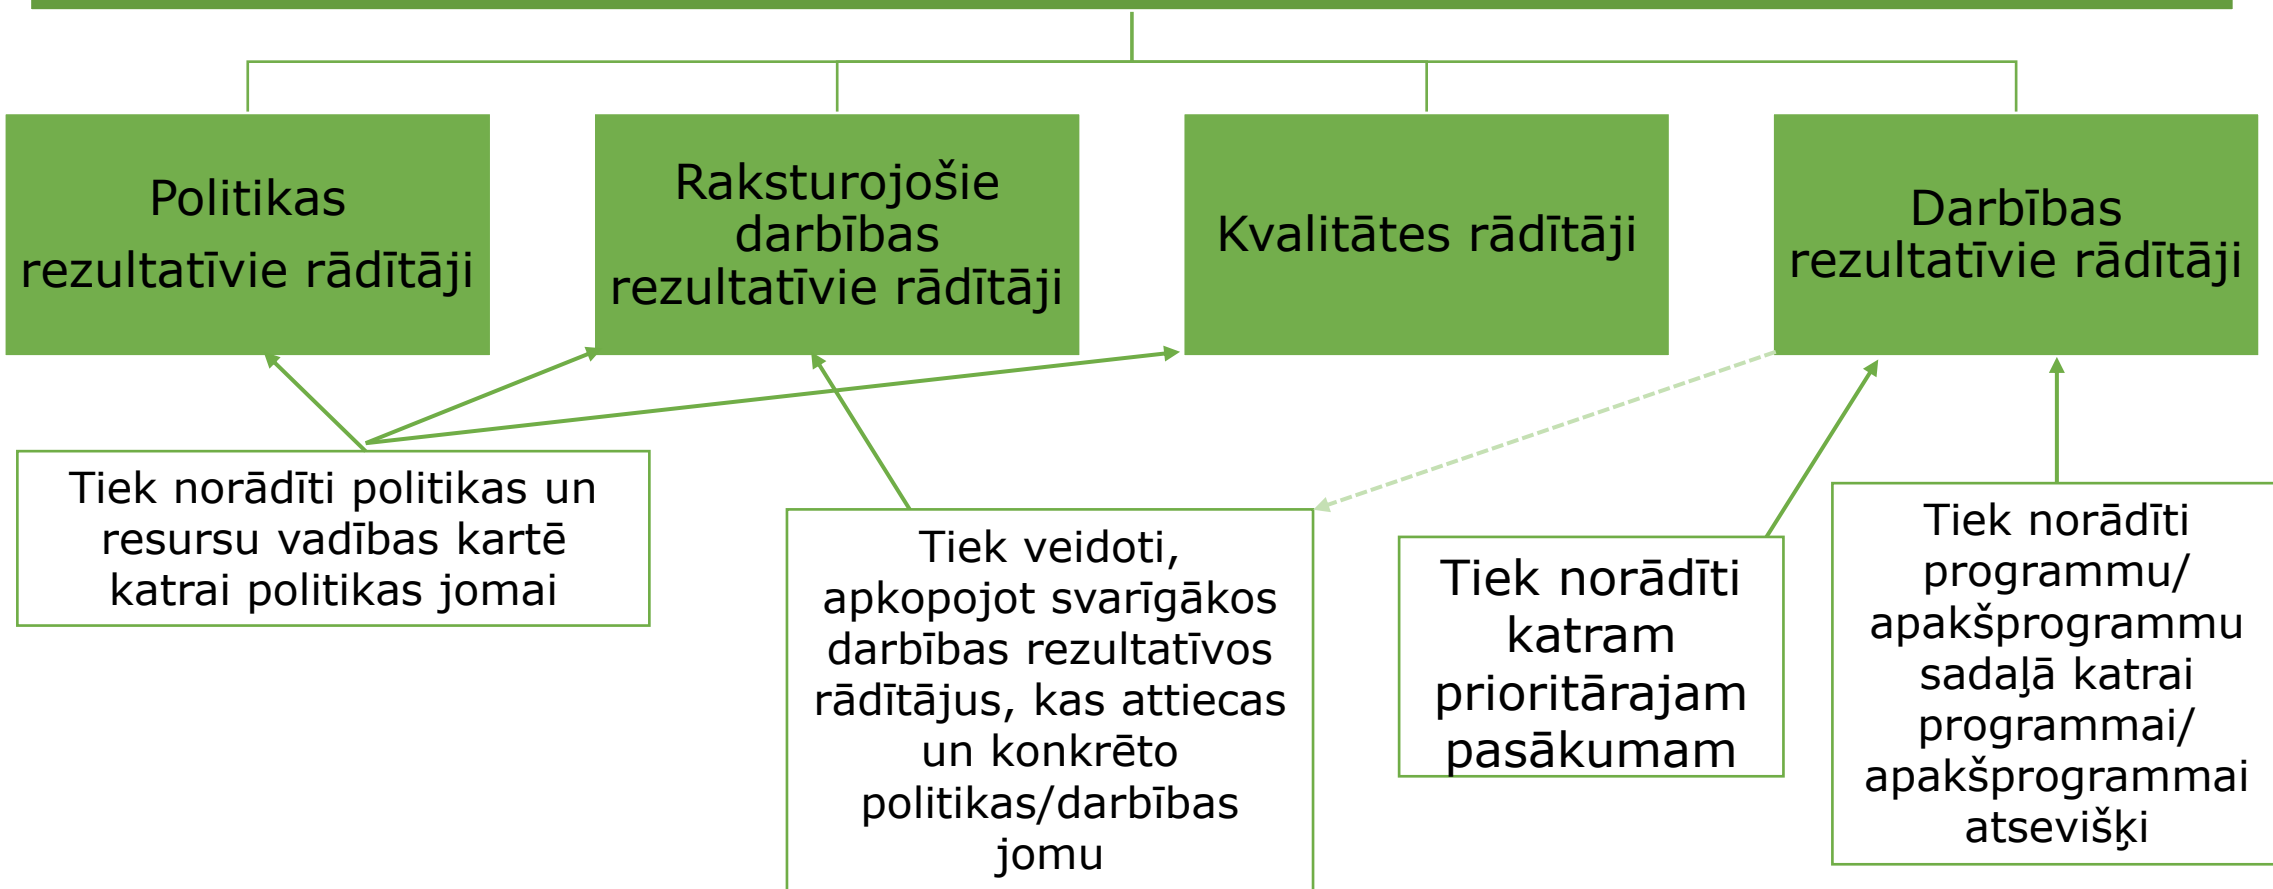 Politikas
rezultatīvie rādītāji
Raksturojošie
darbības
rezultatīvie rādītāji
Kvalitātes rādītāji
Darbības
rezultatīvie rādītāji
Tiek norādīti politikas un
resursu vadības kartē
katrai politikas jomai
Tiek veidoti,
apkopojot svarīgākos
darbības rezultatīvos
rādītājus, kas attiecas
un konkrēto
politikas/darbības
jomu
Tiek norādīti
katram
prioritārajam
pasākumam
Tiek norādīti
programmu/
apakšprogrammu
sadaļā katrai
programmai/
apakšprogrammai
atsevišķi